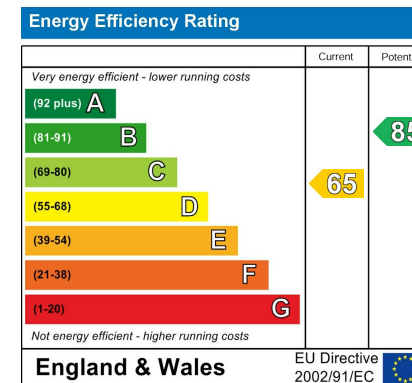 Energy Efficiency Rating
Current Potent
Very energy efficient - lower running costs
(92 plus) A
(81-91) B
85
(69-80) C
65
(55-68) D
(39-54) E
(21-38) F
(1-20) G
Not energy efficient - higher running costs
England & Wales
EU Directive
2002/91/EC